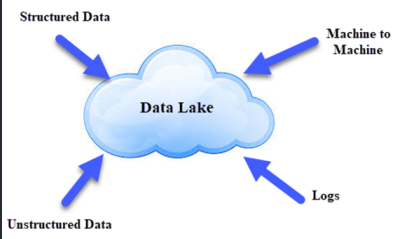 Structured Data
Machine to
Machine
Data Lake
Logs
Unstructured Data